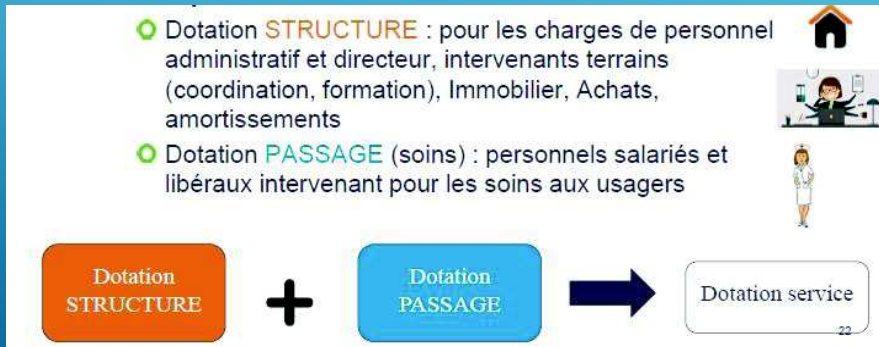 Dotation STRUCTURE : pour les charges de personnel
administratif et directeur, intervenants terrains
(coordination, formation), Immobilier, Achats,
amortissements
Dotation PASSAGE (soins) : personnels salariés et
libéraux intervenant pour les soins aux usagers
Dotation
STRUCTURE
Dotation
PASSAGE
Dotation service
22